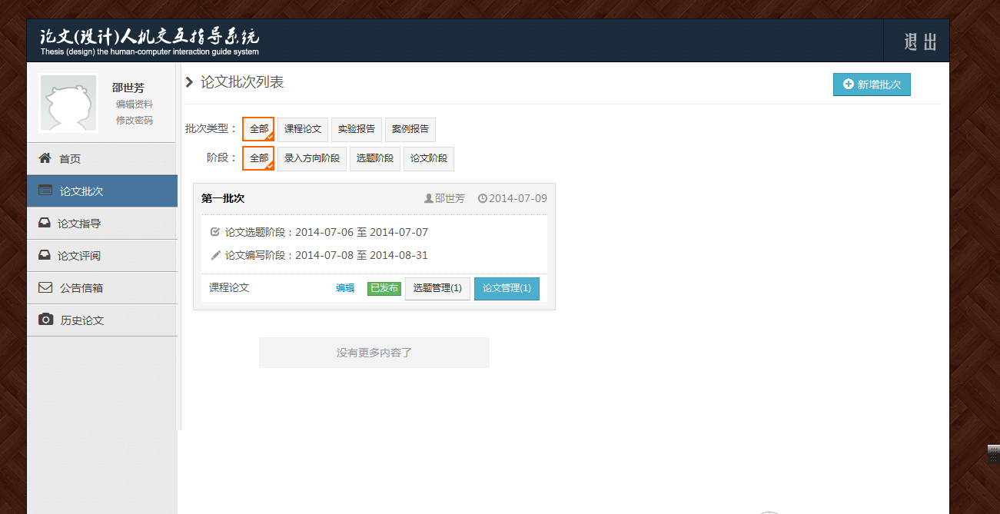 论文(设计)人机交互指导系统
Thesis (design) the human-computer interaction guide system
退出
邵世芳
编辑资料
修改密码
首页
论文批次
论文指导
论文评阅
公告信箱
历史论文
论文批次列表
新增批次
批次类型： 全部 课程论文 实验报告 案例报告
阶段： 全部 录入方向阶段 选题阶段 论文阶段
第一批次 邵世芳 2014-07-09
论文选题阶段：2014-07-06 至 2014-07-07
论文编写阶段：2014-07-08 至 2014-08-31
课程论文 编辑 已发布 选题管理(1) 论文管理(1)
没有更多内容了